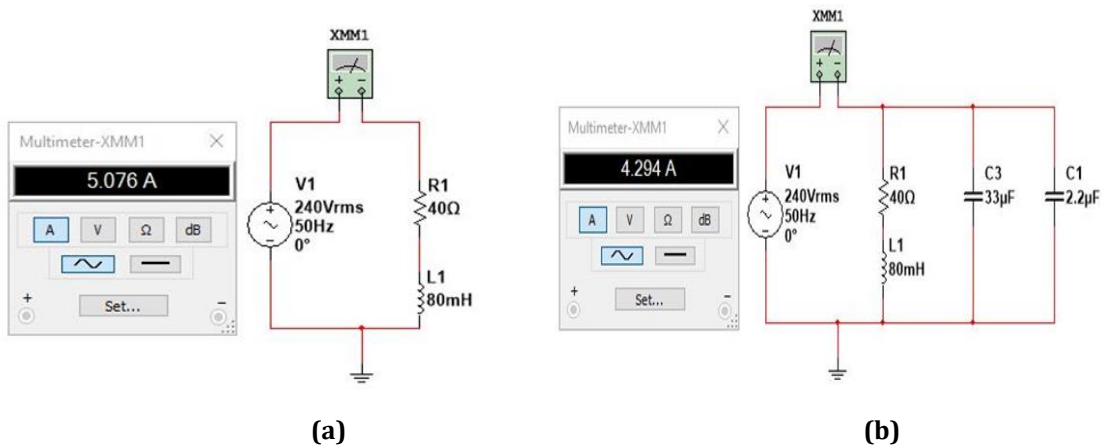 XMM1
+ −
Multimeter-XMM1 X
5.076 A
A V Ω dB
Set...
+ −
V1
240Vrms
50Hz
0°
R1
40Ω
L1
80mH
(a)
XMM1
+ −
Multimeter-XMM1 X
4.294 A
A V Ω dB
Set...
+ −
V1
240Vrms
50Hz
0°
R1
40Ω
L1
80mH
C3
33µF
C1
2.2µF
(b)